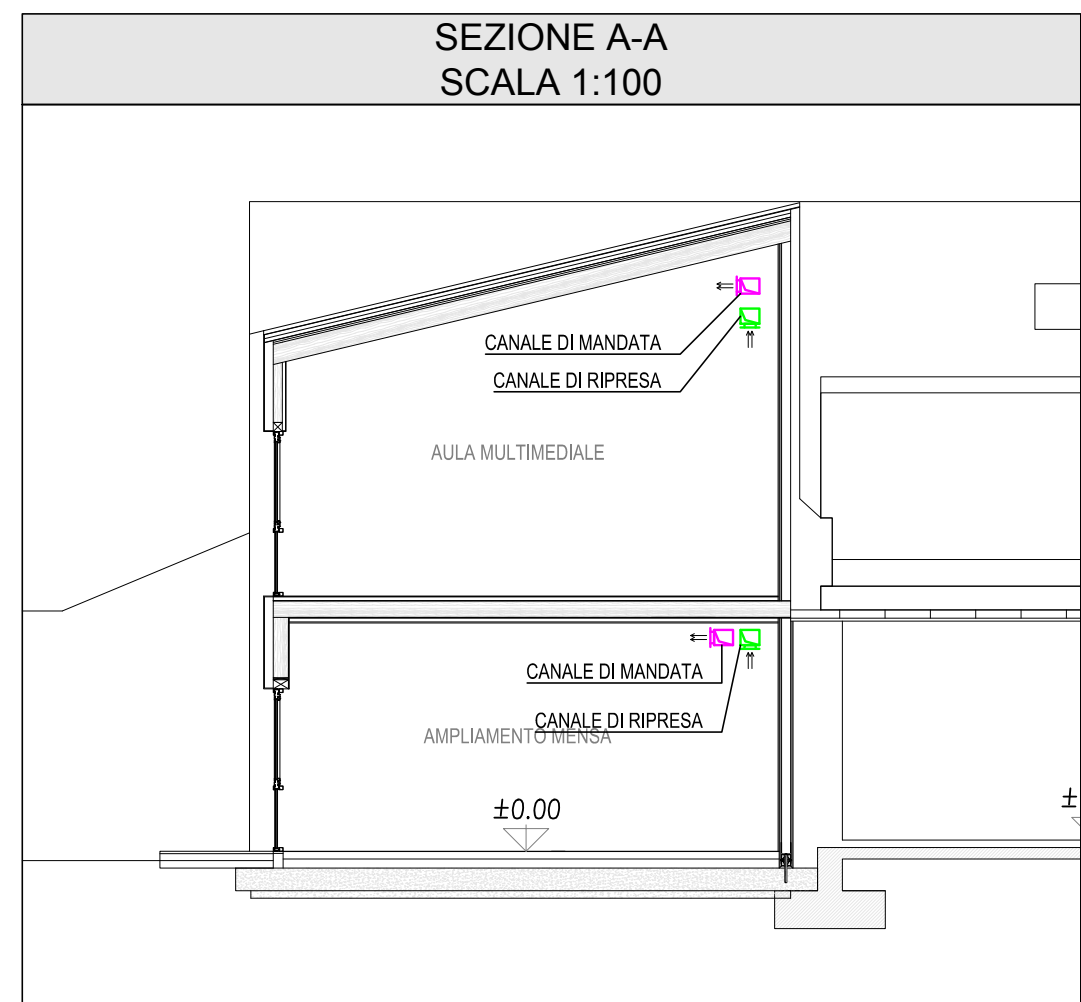 SEZIONE A-A
SCALA 1:100
CANALE DI MANDATA
CANALE DI RIPRESA
AULA MULTIMEDIALE
CANALE DI MANDATA
CANALE DI RIPRESA
AMPLIAMENTO MENSA
±0.00
±